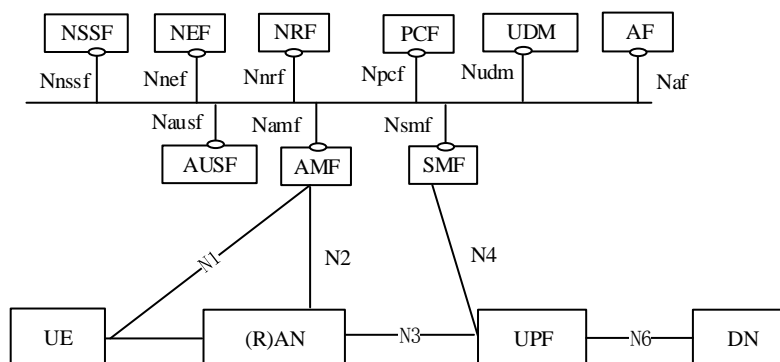 NSSF NEF NRF PCF UDM AF
Nnssf Nnef Nnrf Npcf Nudm Naf
Nausf Namf Nsmf
AUSF AMF SMF
N1 N2 N4
UE (R)AN N3 UPF N6 DN